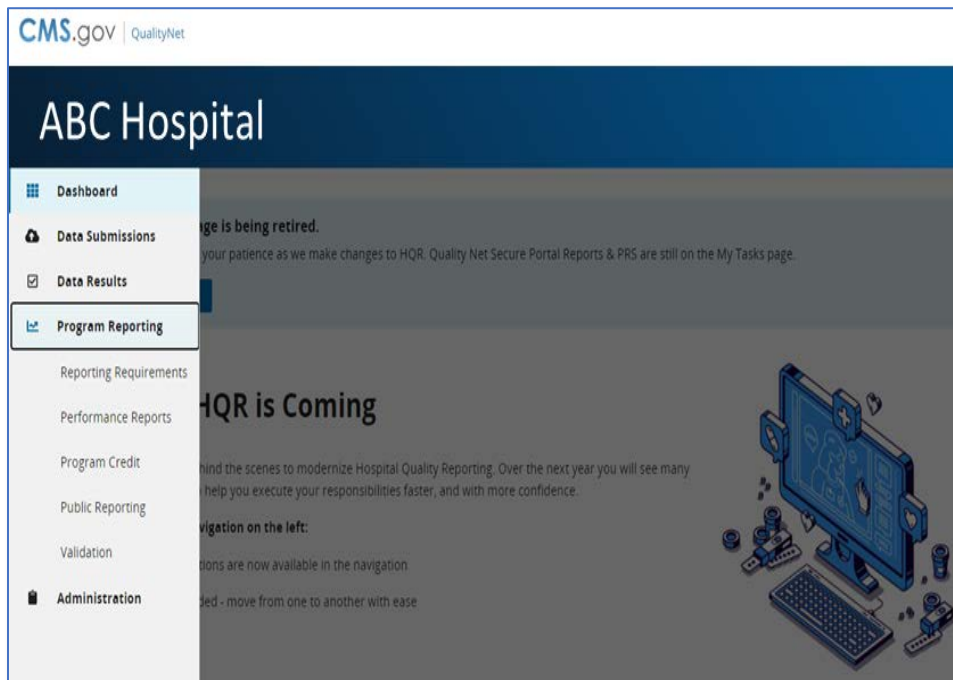 CMS.gov | QualityNet
ABC Hospital
Dashboard
Data Submissions
Data Results
Program Reporting
Reporting Requirements
Performance Reports
Program Credit
Public Reporting
Validation
Administration
ge is being retired.
your patience as we make changes to HQR. Quality Net Secure Portal Reports & PRS are still on the My Tasks page.
HQR is Coming
hind the scenes to modernize Hospital Quality Reporting. Over the next year you will see many
help you execute your responsibilities faster, and with more confidence.
vigation on the left:
tions are now available in the navigation
ded - move from one to another with ease